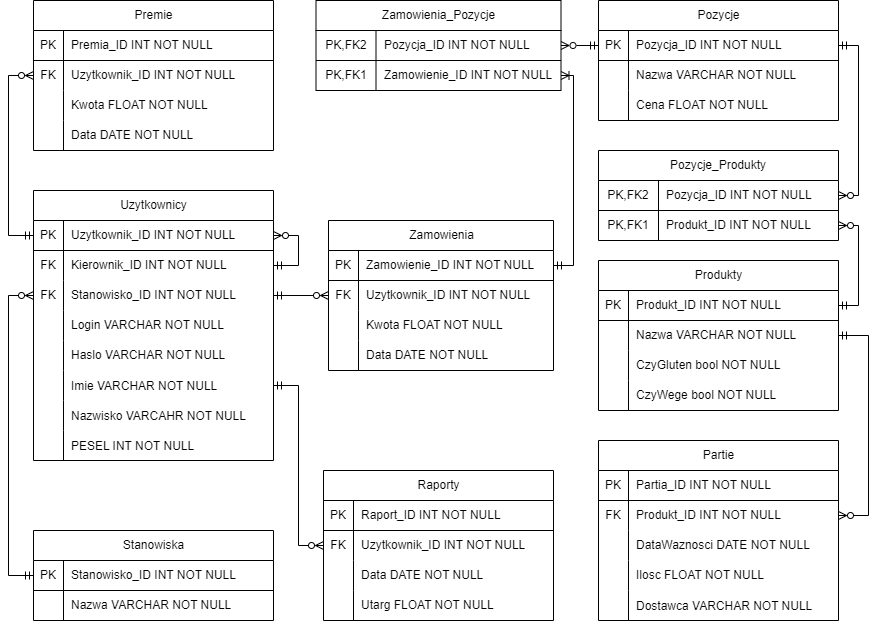 Premie
PK Premia_ID INT NOT NULL
FK Uzytkownik_ID INT NOT NULL
Kwota FLOAT NOT NULL
Data DATE NOT NULL
Zamowienia_Pozycje
PK,FK2 Pozycja_ID INT NOT NULL
PK,FK1 Zamowienie_ID INT NOT NULL
Pozycje
PK Pozycja_ID INT NOT NULL
Nazwa VARCHAR NOT NULL
Cena FLOAT NOT NULL
Pozycje_Produkty
PK,FK2 Pozycja_ID INT NOT NULL
PK,FK1 Produkt_ID INT NOT NULL
Uzytkownicy
PK Uzytkownik_ID INT NOT NULL
FK Kierownik_ID INT NOT NULL
FK Stanowisko_ID INT NOT NULL
Login VARCHAR NOT NULL
Haslo VARCHAR NOT NULL
Imie VARCHAR NOT NULL
Nazwisko VARCAHR NOT NULL
PESEL INT NOT NULL
Zamowienia
PK Zamowienie_ID INT NOT NULL
FK Uzytkownik_ID INT NOT NULL
Kwota FLOAT NOT NULL
Data DATE NOT NULL
Produkty
PK Produkt_ID INT NOT NULL
Nazwa VARCHAR NOT NULL
CzyGluten bool NOT NULL
CzyWege bool NOT NULL
Partie
PK Partia_ID INT NOT NULL
FK Produkt_ID INT NOT NULL
DataWaznosci DATE NOT NULL
Ilosc FLOAT NOT NULL
Dostawca VARCHAR NOT NULL
Raporty
PK Raport_ID INT NOT NULL
FK Uzytkownik_ID INT NOT NULL
Data DATE NOT NULL
Utarg FLOAT NOT NULL
Stanowiska
PK Stanowisko_ID INT NOT NULL
Nazwa VARCHAR NOT NULL